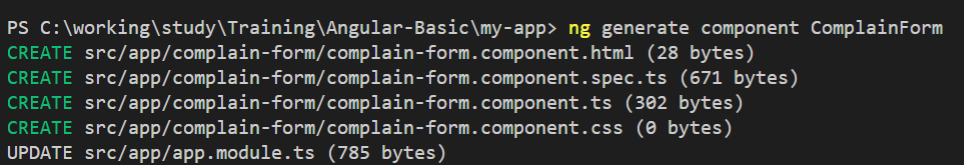 PS C:\working\study\Training\Angular-Basic\my-app> ng generate component ComplainForm
CREATE src/app/complain-form/complain-form.component.html (28 bytes)
CREATE src/app/complain-form/complain-form.component.spec.ts (671 bytes)
CREATE src/app/complain-form/complain-form.component.ts (302 bytes)
CREATE src/app/complain-form/complain-form.component.css (0 bytes)
UPDATE src/app/app.module.ts (785 bytes)